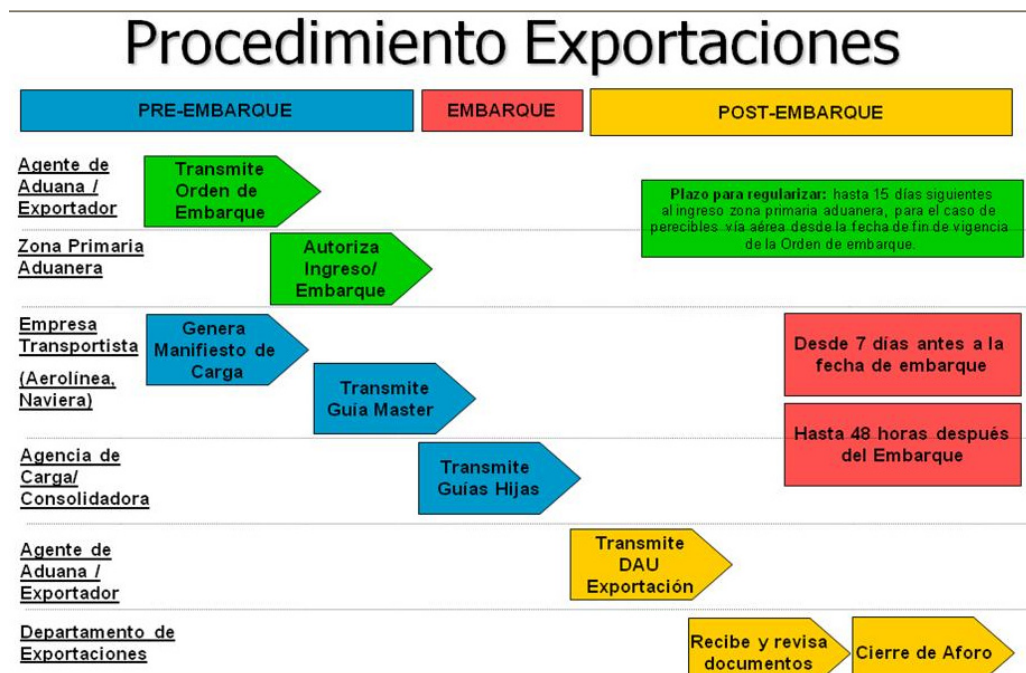 Procedimiento Exportaciones
PRE-EMBARQUE
EMBARQUE
POST-EMBARQUE
Agente de
Aduana /
Exportador
Transmite
Orden de
Embarque
Plazo para regularizar: hasta 15 días siguientes
al ingreso zona primaria aduanera, para el caso de
perecibles vía aérea desde la fecha de fin de vigencia
de la Orden de embarque.
Zona Primaria
Aduanera
Autoriza
Ingreso/
Embarque
Empresa
Transportista
(Aerolínea,
Naviera)
Genera
Manifiesto de
Carga
Transmite
Guía Master
Desde 7 días antes a la
fecha de embarque
Hasta 48 horas después
del Embarque
Agencia de
Carga/
Consolidadora
Transmite
Guías Hijas
Agente de
Aduana /
Exportador
Transmite
DAU
Exportación
Departamento de
Exportaciones
Recibe y revisa
documentos
Cierre de Aforo